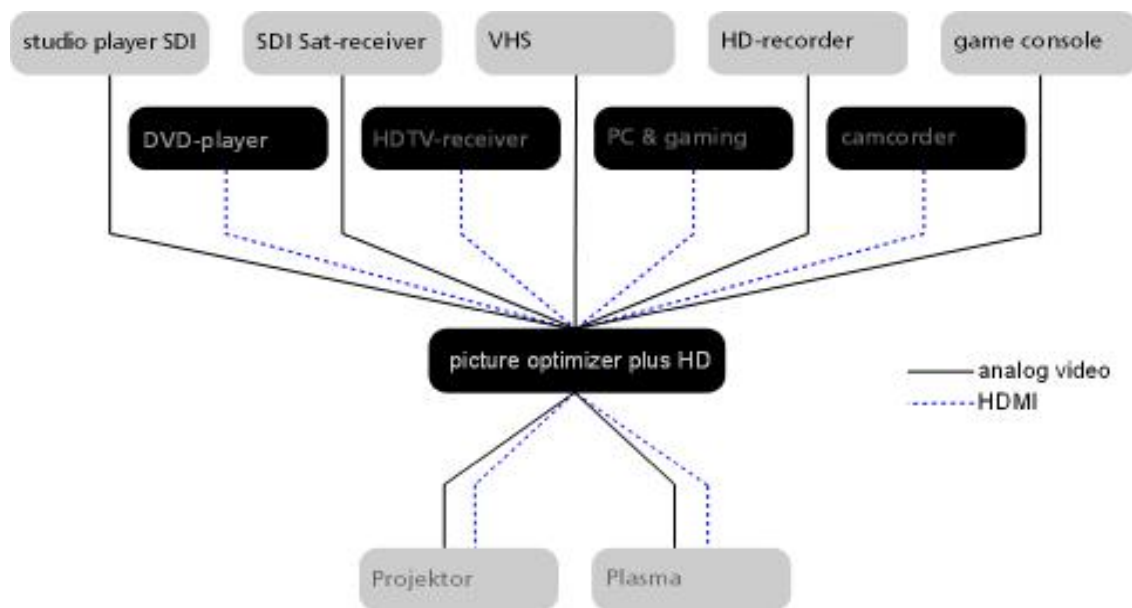 studio player SDI
SDI Sat-receiver
VHS
HD-recorder
game console
DVD-player
HDTV-receiver
PC & gaming
camcorder
picture optimizer plus HD
analog video
HDMI
Projektor
Plasma